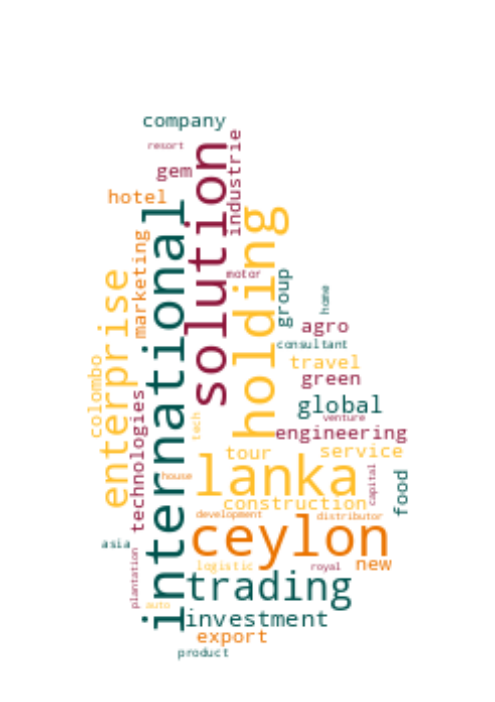 company
resort
gem
industrie
hotel
solution
international
holding
marketing
motor
enterprise
group
home
agro
consultant
colombo
travel
green
technologies
global
venture
tech
engineering
tour
service
lanka
house
capital
food
construction
development
distributor
ceylon
asia
plantation
logistic
royal
new
trading
auto
investment
export
product